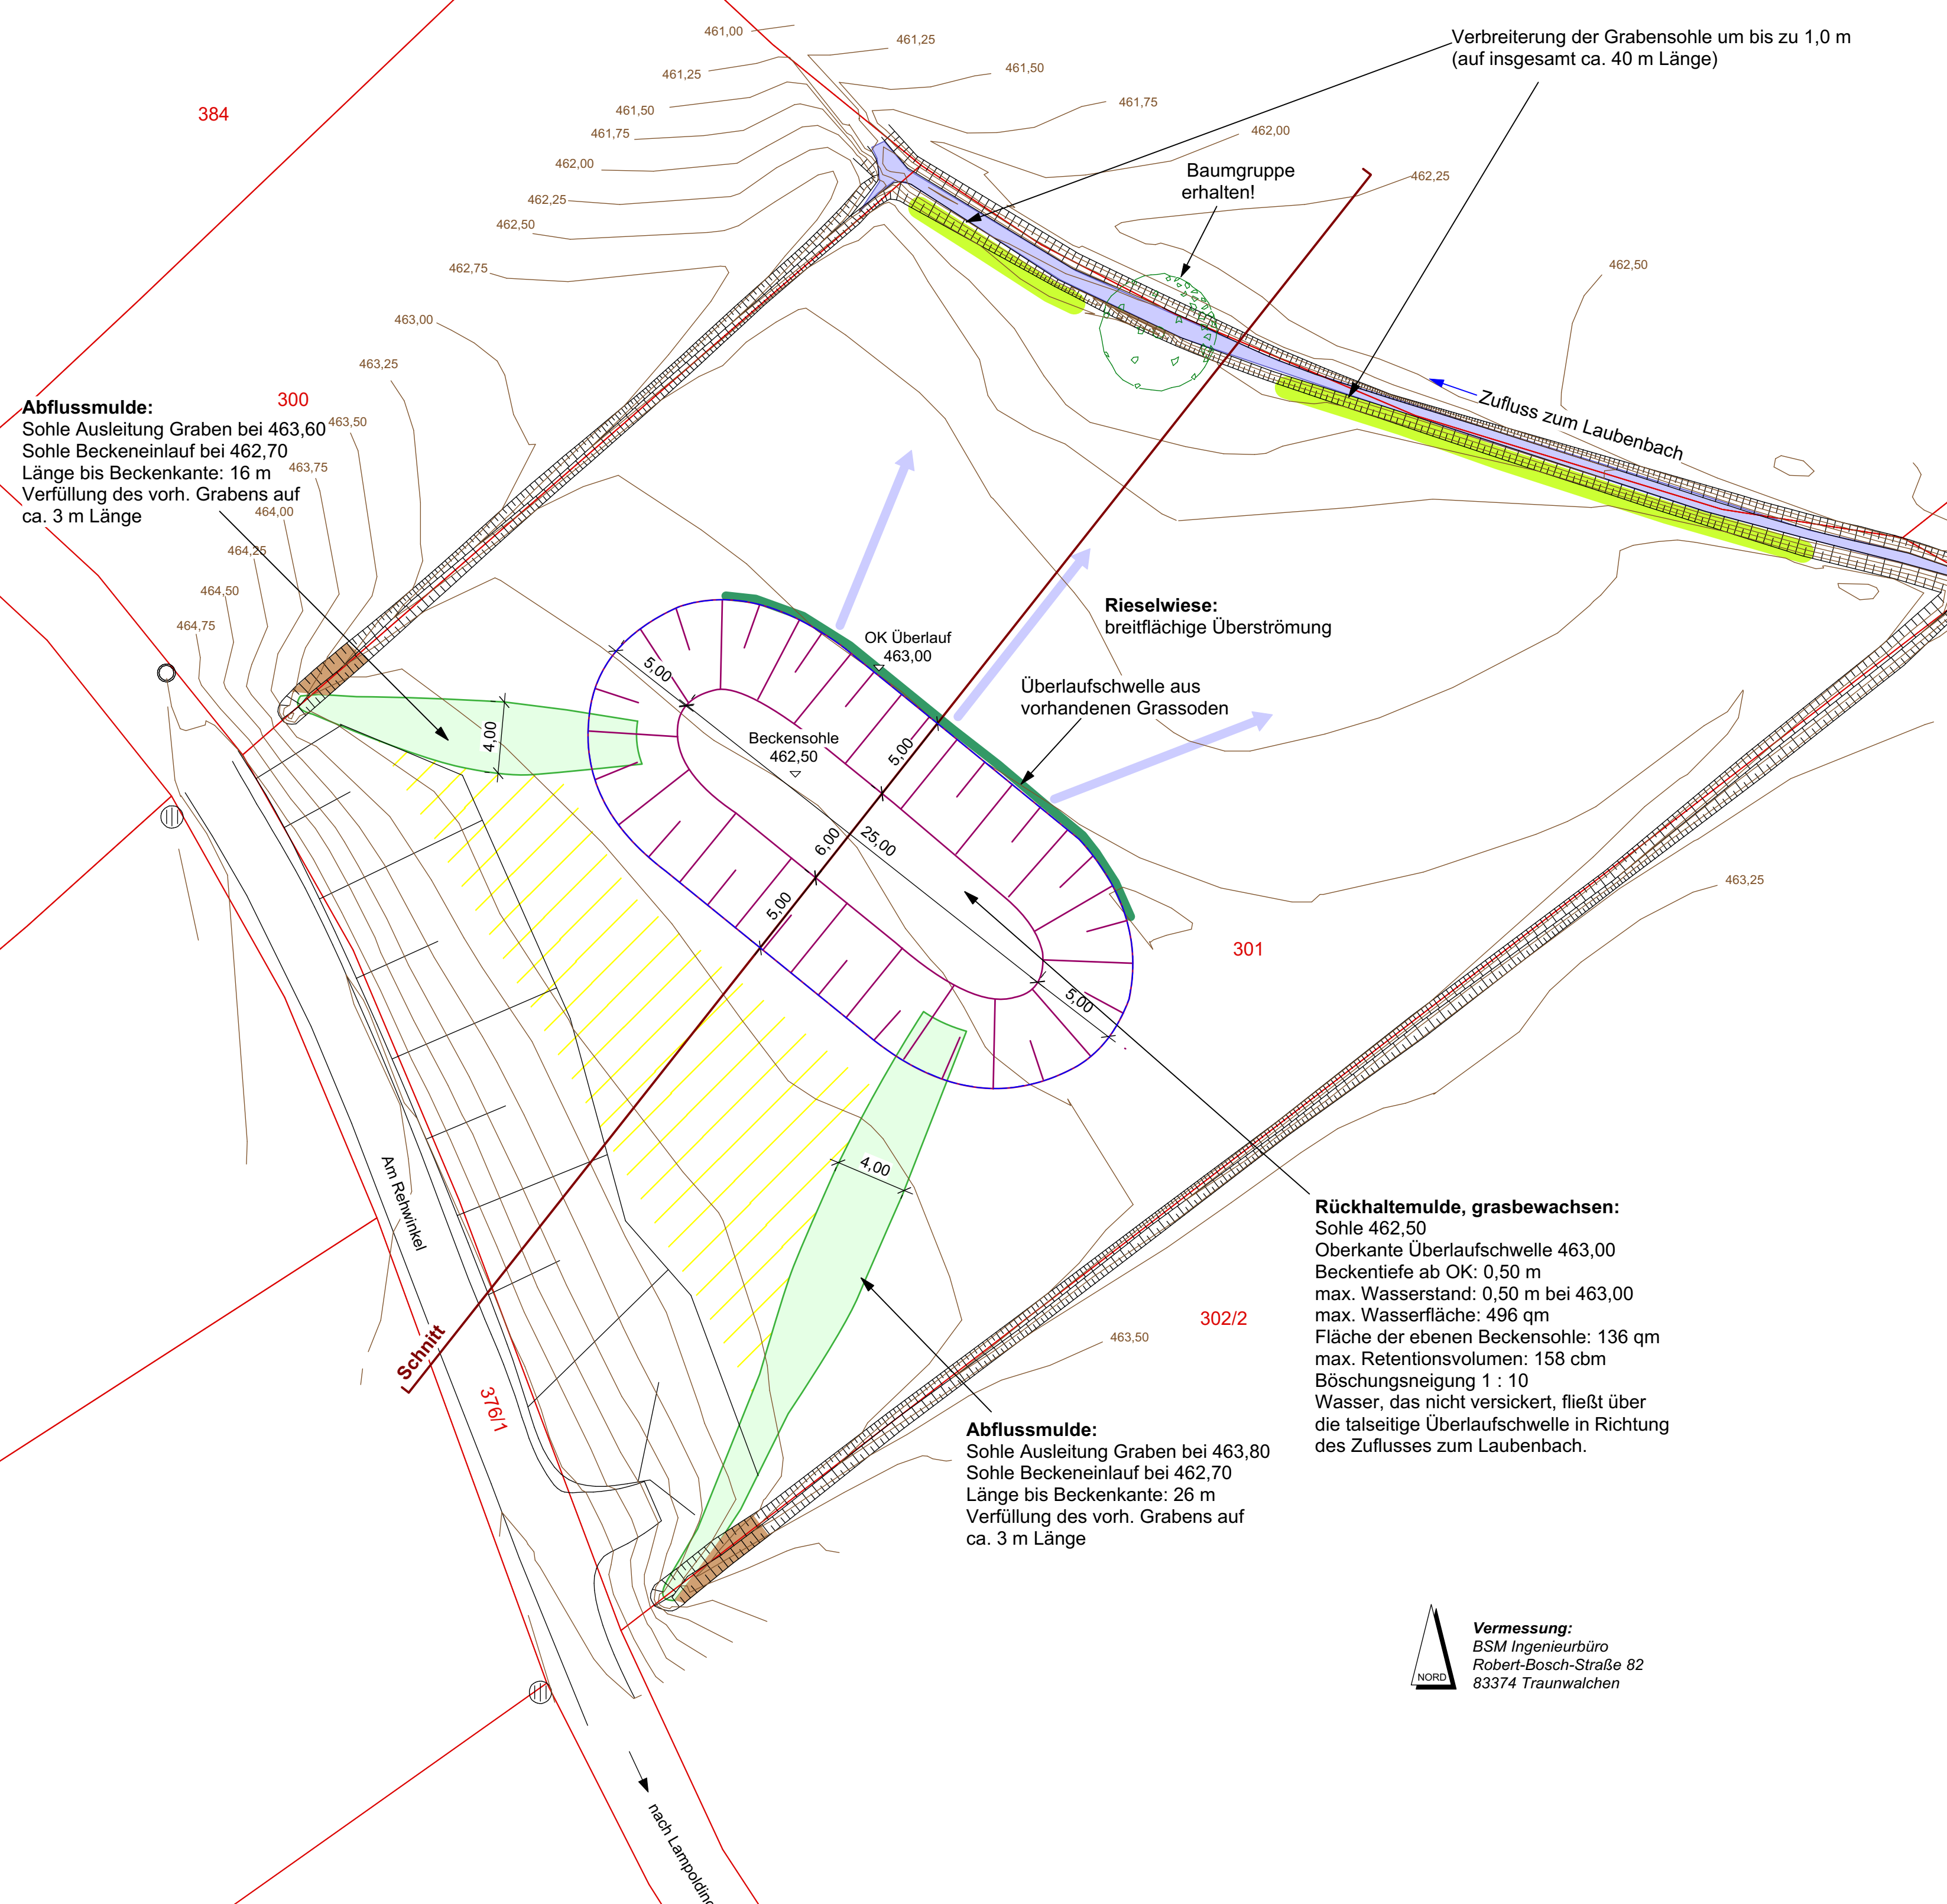 461,00
461,25
461,50
461,75
462,00
462,25
462,50
462,75
463,00
463,25
463,50
463,75
464,00
464,25
464,50
464,75
461,25
461,50
461,75
462,00
462,25
462,50
Verbreiterung der Grabensohle um bis zu 1,0 m
(auf insgesamt ca. 40 m Länge)
Baumgruppe
erhalten!
384
300
Abflussmulde:
Sohle Ausleitung Graben bei 463,60
Sohle Beckeneinlauf bei 462,70
Länge bis Beckenkante: 16 m
Verfüllung des vorh. Grabens auf
ca. 3 m Länge
Zufluss zum Laubenbach
Rieselwiese:
breitflächige Überströmung
OK Überlauf
463,00
Überlaufschwelle aus
vorhandenen Grassoden
Beckensohle
462,50
5,00
4,00
5,00
6,00
25,00
5,00
5,00
4,00
301
463,25
302/2
463,50
Am Rehwinkel
Schnitt
376/1
Rückhaltemulde, grasbewachsen:
Sohle 462,50
Oberkante Überlaufschwelle 463,00
Beckentiefe ab OK: 0,50 m
max. Wasserstand: 0,50 m bei 463,00
max. Wasserfläche: 496 qm
Fläche der ebenen Beckensohle: 136 qm
max. Retentionsvolumen: 158 cbm
Böschungsneigung 1 : 10
Wasser, das nicht versickert, fließt über
die talseitige Überlaufschwelle in Richtung
des Zuflusses zum Laubenbach.
Abflussmulde:
Sohle Ausleitung Graben bei 463,80
Sohle Beckeneinlauf bei 462,70
Länge bis Beckenkante: 26 m
Verfüllung des vorh. Grabens auf
ca. 3 m Länge
NORD
Vermessung:
BSM Ingenieurbüro
Robert-Bosch-Straße 82
83374 Traunwalchen
nach Lampolding